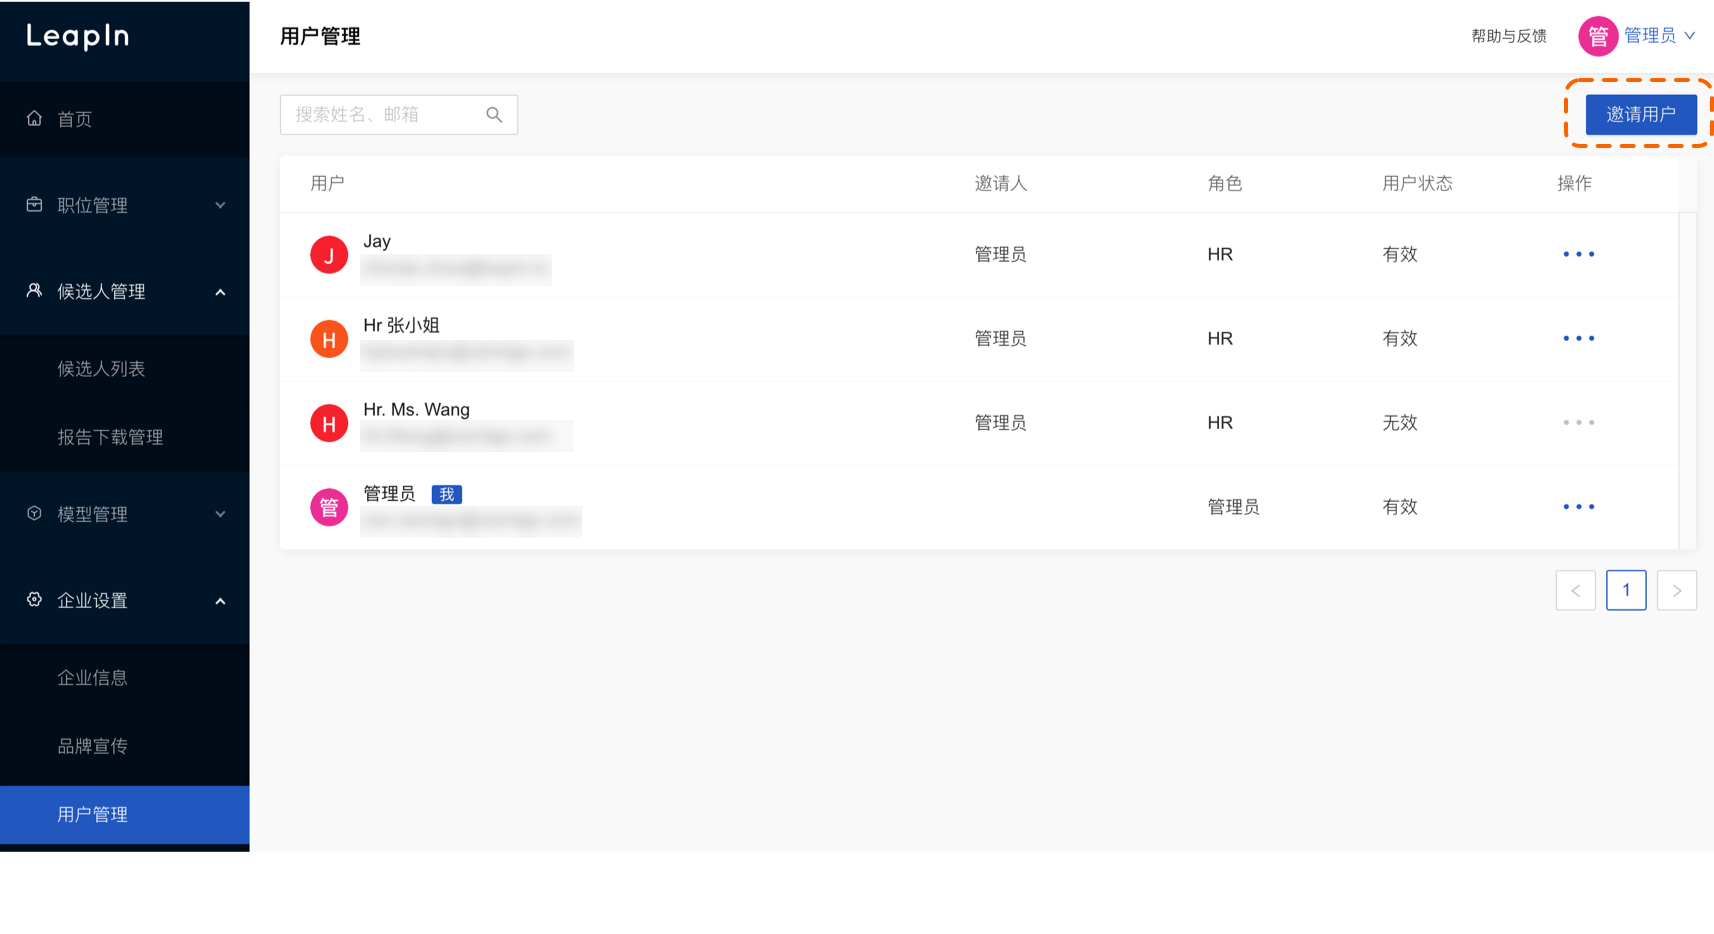 LeapIn
首页
职位管理
候选人管理
候选人列表
报告下载管理
模型管理
企业设置
企业信息
品牌宣传
用户管理
用户管理
帮助与反馈
管 管理员
搜索姓名、邮箱
邀请用户
用户 邀请人 角色 用户状态 操作
J Jay 管理员 HR 有效
H Hr 张小姐 管理员 HR 有效
H Hr. Ms. Wang 管理员 HR 无效
管 管理员 我 管理员 有效
< 1 >